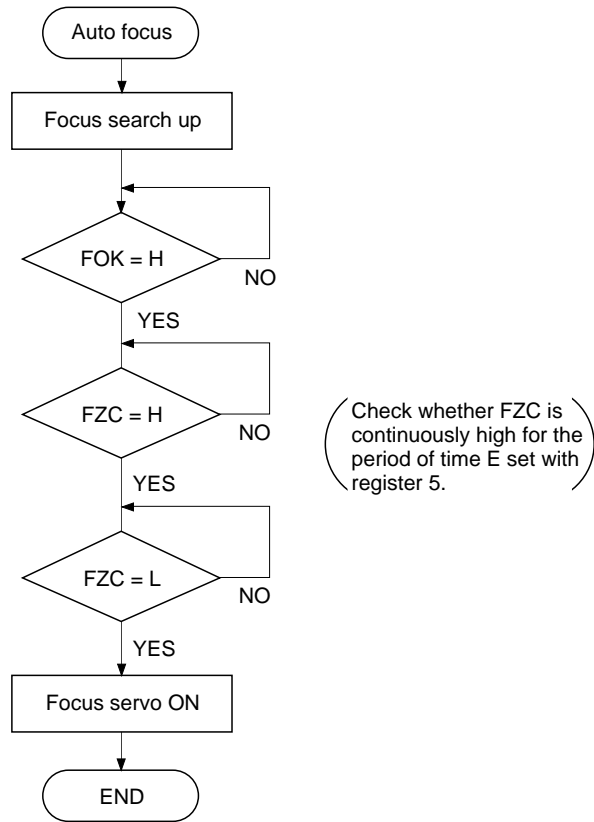 Auto focus
Focus search up
FOK = H
NO
YES
FZC = H
NO
Check whether FZC is
continuously high for the
period of time E set with
register 5.
YES
FZC = L
NO
YES
Focus servo ON
END